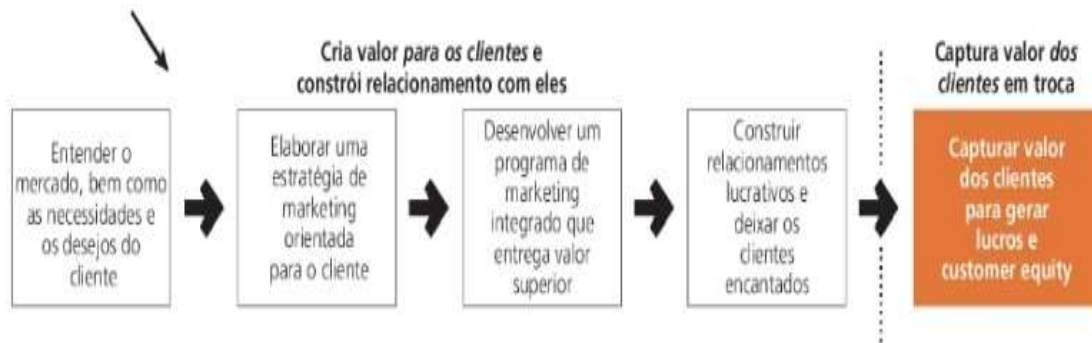 Cria valor para os clientes e
constrói relacionamento com eles
Captura valor dos
clientes em troca
Entender o
mercado, bem como
as necessidades e
os desejos do
cliente
Elaborar uma
estratégia de
marketing
orientada
para o cliente
Desenvolver um
programa de
marketing
integrado que
entrega valor
superior
Construir
relacionamentos
lucrativos e
deixar os
clientes
encantados
Capturar valor
dos clientes
para gerar
lucros e
customer equity